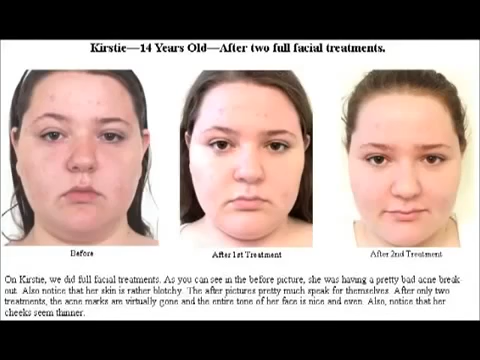 Kirstie—14 Years Old—After two full facial treatments.
Before
After 1st Treatment
After 2nd Treatment
On Kirstie, we did full facial treatments. As you can see in the before picture, she was having a pretty bad acne break-
out. Also notice that her skin is rather blotchy. The after pictures pretty much speak for themselves. After only two
treatments, the acne marks are virtually gone and the entire tone of her face is nice and even. Also, notice that her
cheeks seem thinner.